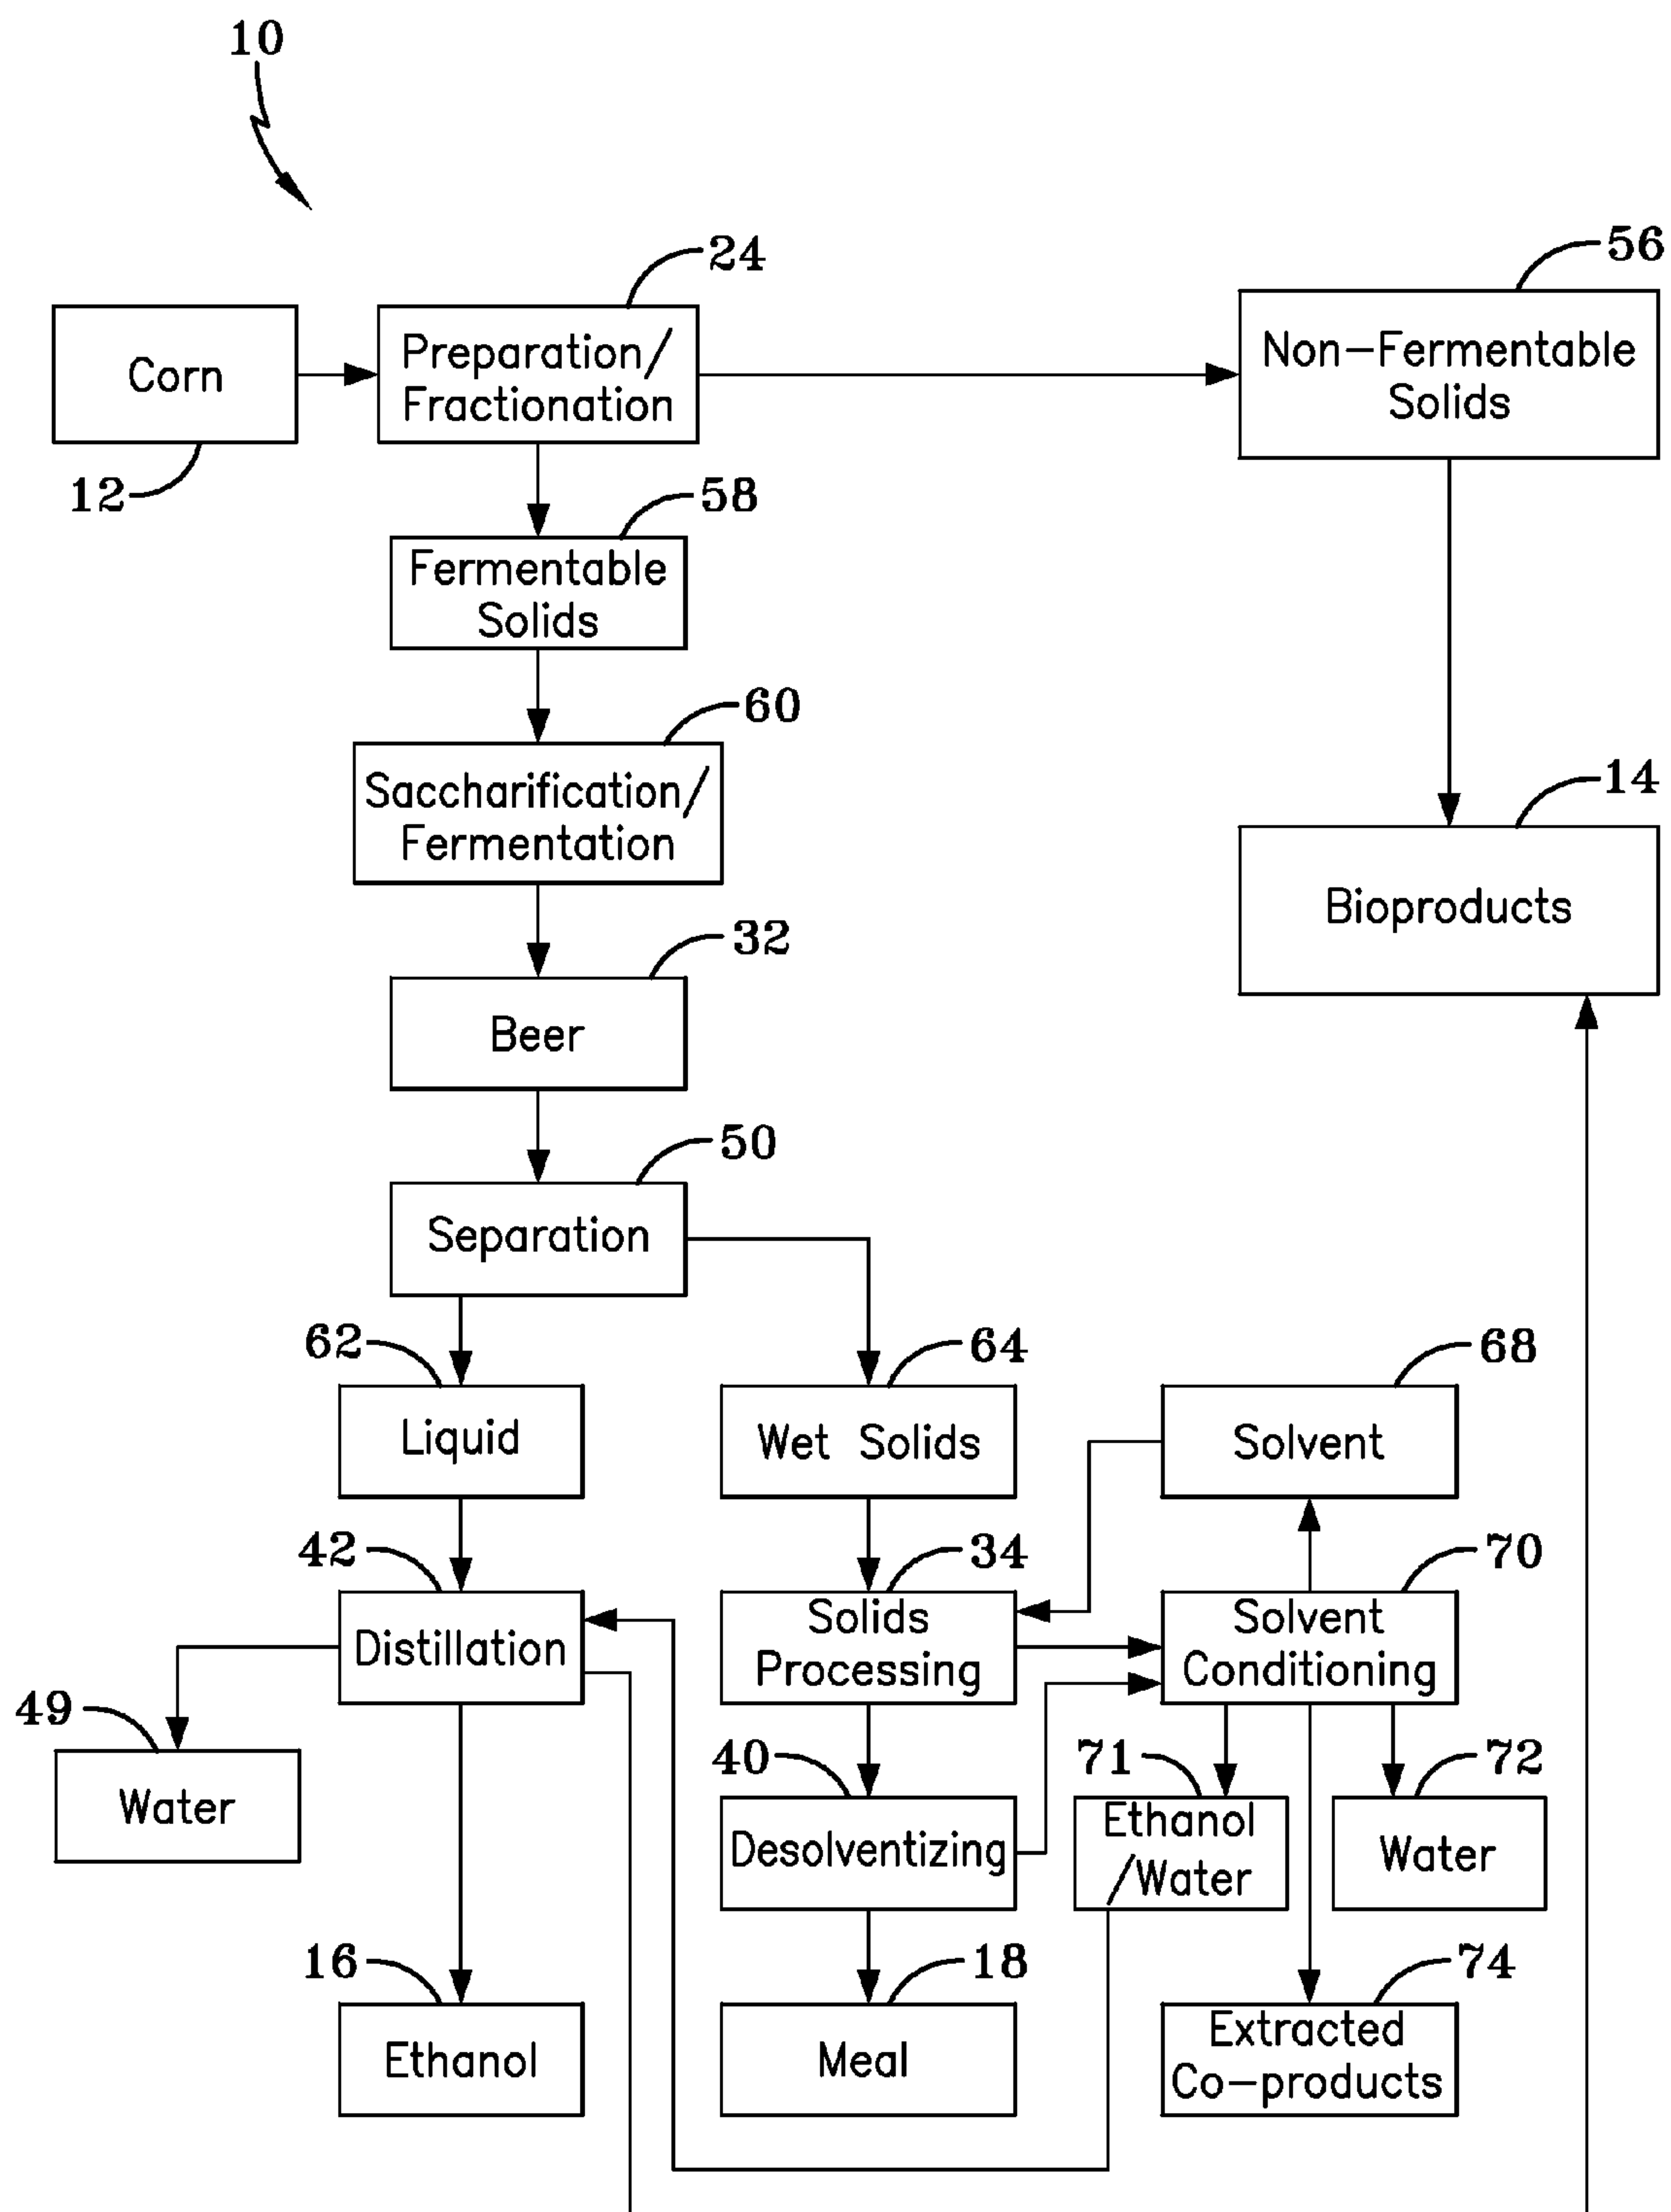 10
24
56
Corn
Preparation/
Fractionation
Non-Fermentable
Solids
12
58
Fermentable
Solids
60
Saccharification/
Fermentation
14
Bioproducts
32
Beer
50
Separation
62
64
68
Liquid
Wet Solids
Solvent
42
34
70
Distillation
Solids
Processing
Solvent
Conditioning
49
40
71
72
Water
Desolventizing
Ethanol
/Water
Water
16
18
74
Ethanol
Meal
Extracted
Co-products